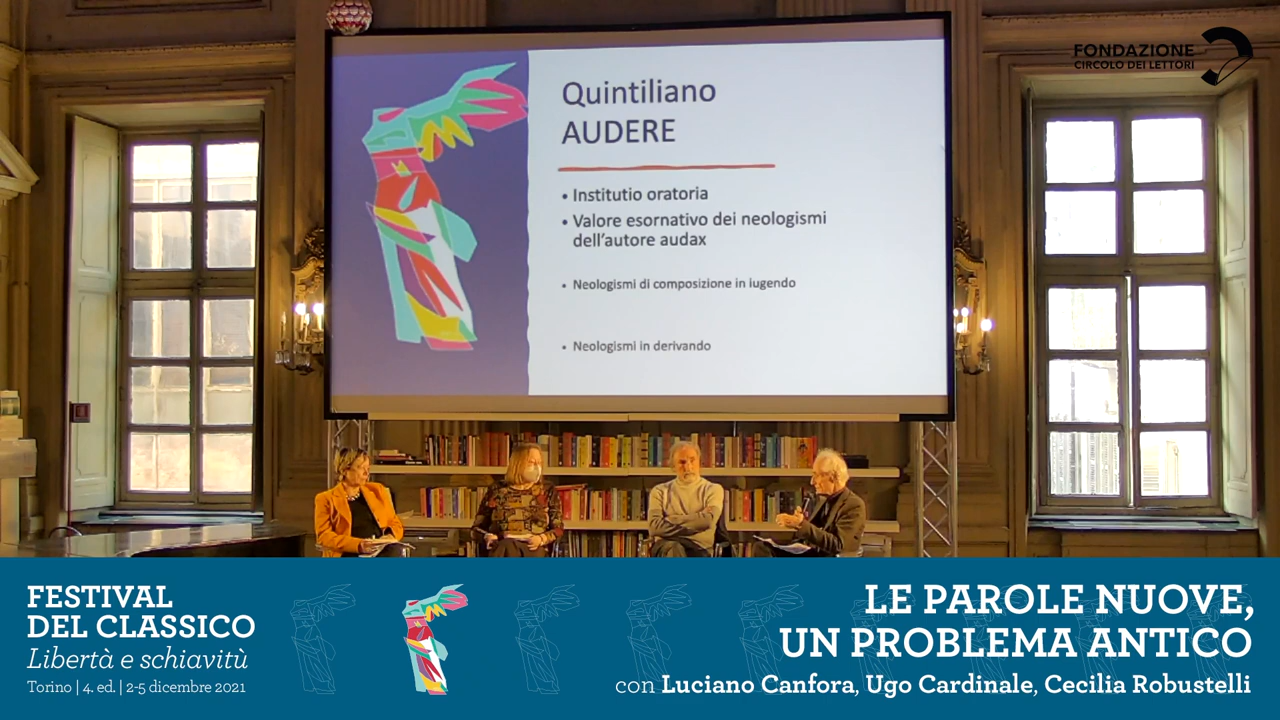 FONDAZIONE
CIRCOLO DEI LETTORI
Quintiliano
AUDERE
• Institutio oratoria
• Valore esornativo dei neologismi
dell'autore audax
• Neologismi di composizione in iugendo
• Neologismi in derivando
FESTIVAL
DEL CLASSICO
Libertà e schiavitù
Torino | 4. ed. | 2-5 dicembre 2021
LE PAROLE NUOVE,
UN PROBLEMA ANTICO
con Luciano Canfora, Ugo Cardinale, Cecilia Robustelli